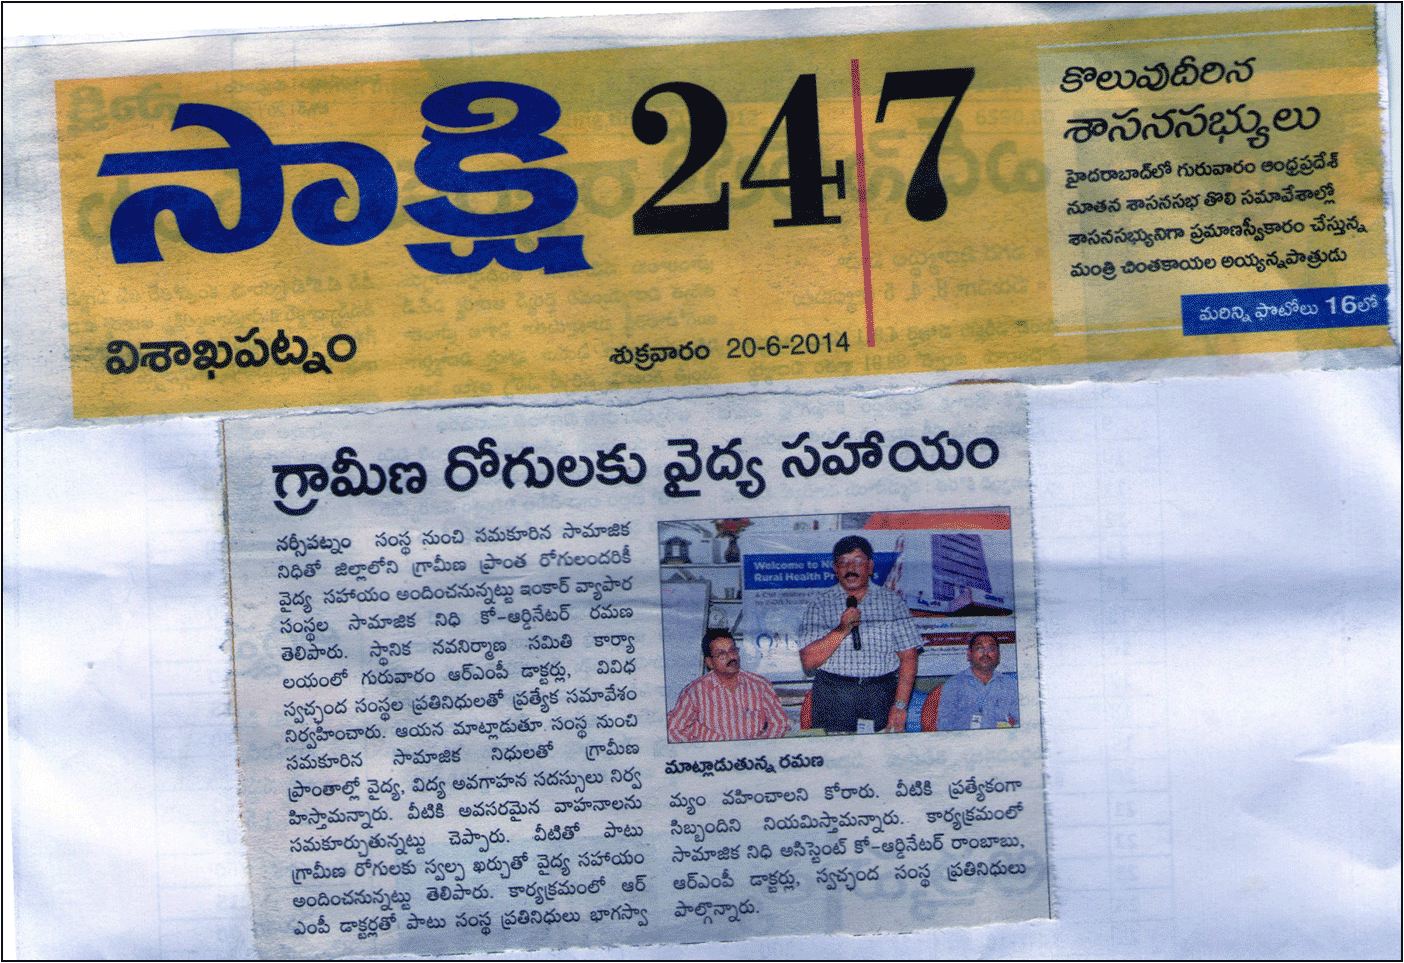 సాక్షి 24/7
విశాఖపట్నం
శుక్రవారం 20-6-2014
కొలువుదీరిన
శాసనసభ్యులు
హైదరాబాద్‌లో గురువారం ఆంధ్రప్రదేశ్
నూతన శాసనసభ తొలి సమావేశాల్లో
శాసనసభ్యునిగా ప్రమాణస్వీకారం చేస్తున్న
మంత్రి చింతకాయల అయ్యన్నపాత్రుడు
మరిన్ని ఫొటోలు 16లో
గ్రామీణ రోగులకు వైద్య సహాయం
నర్సీపట్నం సంస్థ నుంచి సమకూరిన సామాజిక
నిధితో జిల్లాలోని గ్రామీణ ప్రాంత రోగులందరికీ
వైద్య సహాయం అందించనున్నట్టు ఇంకార్ వ్యాపార
సంస్థల సామాజిక నిధి కో-ఆర్డినేటర్ రమణ
తెలిపారు. స్థానిక నవనిర్మాణ సమితి కార్యా
లయంలో గురువారం ఆర్ఎంపీ డాక్టర్లు, వివిధ
స్వచ్ఛంద సంస్థల ప్రతినిధులతో ప్రత్యేక సమావేశం
నిర్వహించారు. ఆయన మాట్లాడుతూ సంస్థ నుంచి
సమకూరిన సామాజిక నిధులతో గ్రామీణ
ప్రాంతాల్లో వైద్య, విద్య అవగాహన సదస్సులు నిర్వ
హిస్తామన్నారు. వీటికి అవసరమైన వాహనాలను
సమకూర్చుతున్నట్టు చెప్పారు. వీటితో పాటు
గ్రామీణ రోగులకు స్వల్ప ఖర్చుతో వైద్య సహాయం
అందించనున్నట్టు తెలిపారు. కార్యక్రమంలో ఆర్
ఎంపీ డాక్టర్లతో పాటు సంస్థ ప్రతినిధులు భాగస్వా
Welcome to
Rural Health
మాట్లాడుతున్న రమణ
మ్యం వహించాలని కోరారు. వీటికి ప్రత్యేకంగా
సిబ్బందిని నియమిస్తామన్నారు. కార్యక్రమంలో
సామాజిక నిధి అసిస్టెంట్ కో-ఆర్డినేటర్ రాంబాబు,
ఆర్ఎంపీ డాక్టర్లు, స్వచ్ఛంద సంస్థ ప్రతినిధులు
పాల్గొన్నారు.